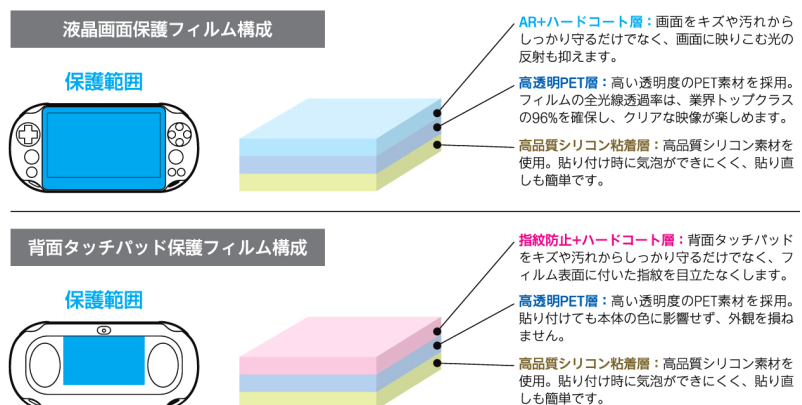 液晶画面保護フィルム構成
保護範囲
AR+ハードコート層：画面をキズや汚れから
しっかり守るだけでなく、画面に映りこむ光の
反射も抑えます。
高透明PET層：高い透明度のPET素材を採用。
フィルムの全光線透過率は、業界トップクラス
の96%を確保し、クリアな映像が楽しめます。
高品質シリコン粘着層：高品質シリコン素材を
使用。貼り付け時に気泡ができにくく、貼り直
しも簡単です。
背面タッチパッド保護フィルム構成
保護範囲
指紋防止+ハードコート層：背面タッチパッド
をキズや汚れからしっかり守るだけでなく、フ
ィルム表面に付いた指紋を目立たなくします。
高透明PET層：高い透明度のPET素材を採用。
貼り付けても本体の色に影響せず、外観を損ね
ません。
高品質シリコン粘着層：高品質シリコン素材を
使用。貼り付け時に気泡ができにくく、貼り直
しも簡単です。